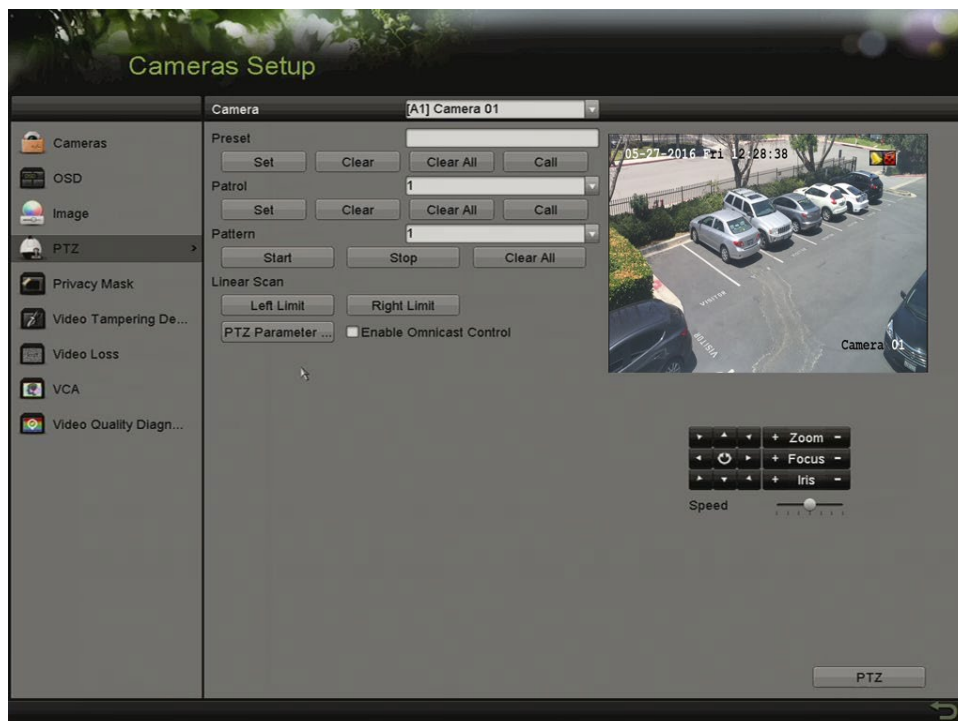 Cameras Setup
Camera [A1] Camera 01
Cameras
OSD
Image
PTZ
Privacy Mask
Video Tampering De...
Video Loss
VCA
Video Quality Diagn...
Preset
Set Clear Clear All Call
Patrol 1
Set Clear Clear All Call
Pattern 1
Start Stop Clear All
Linear Scan
Left Limit Right Limit
PTZ Parameter ... Enable Omnicast Control
05-27-2016 Fri 12:28:38
VISITOR
VISITOR
Camera 01
+ Zoom -
+ Focus -
+ Iris -
Speed
PTZ